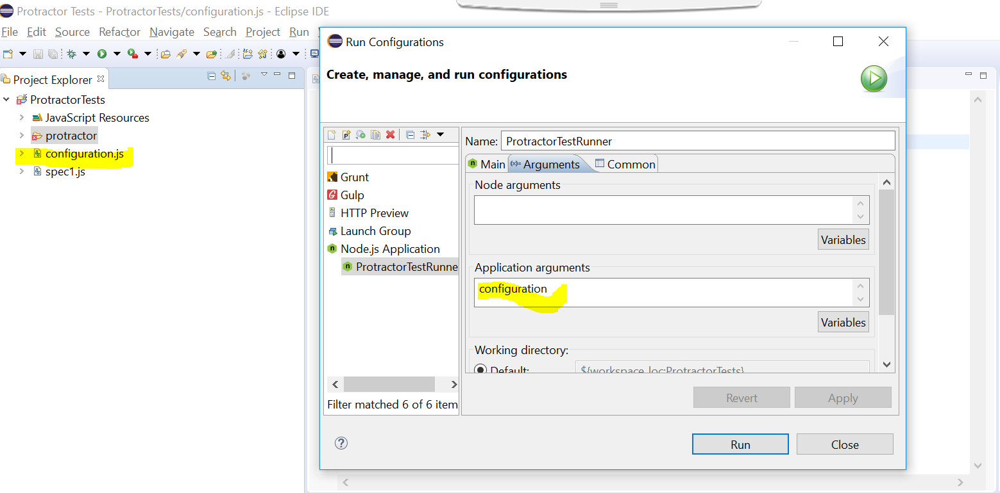 Protractor Tests - ProtractorTests/configuration.js - Eclipse IDE
File Edit Source Refactor Navigate Search Project Run
Project Explorer
ProtractorTests
JavaScript Resources
protractor
configuration.js
spec1.js
Run Configurations
Create, manage, and run configurations
Grunt
Gulp
HTTP Preview
Launch Group
Node.js Application
ProtractorTestRunne
Filter matched 6 of 6 item
Name: ProtractorTestRunner
Main Arguments Common
Node arguments
Variables
Application arguments
configuration
Variables
Working directory:
Default: ${workspace_loc:ProtractorTests}
Revert Apply
Run Close